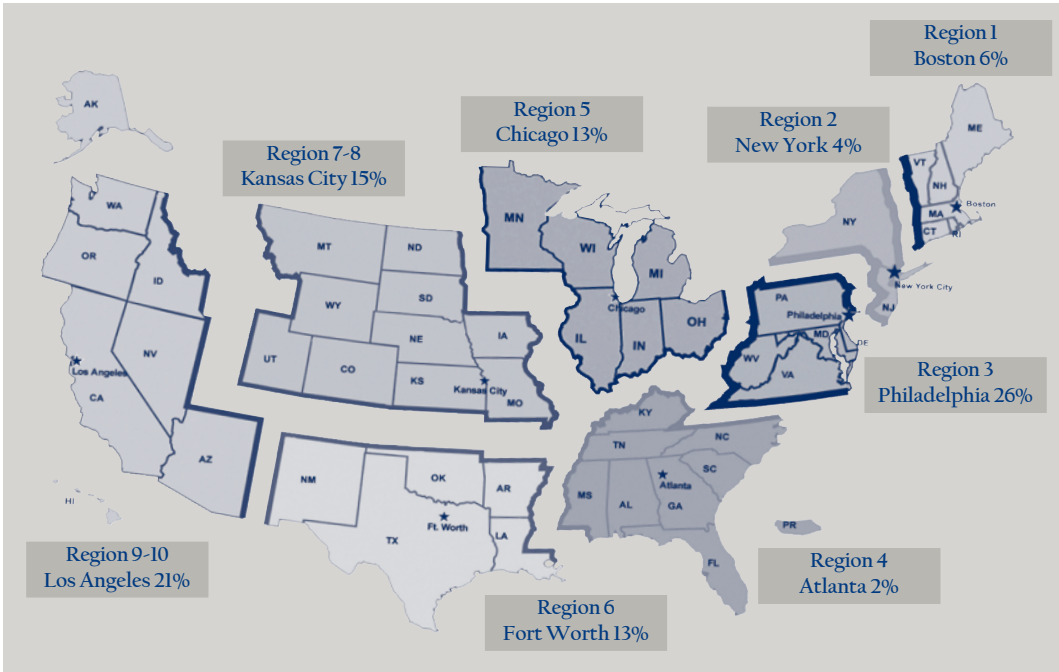 Region 1
Boston 6%
Region 2
New York 4%
Region 5
Chicago 13%
Region 7-8
Kansas City 15%
AK
ME
VT
NH
Boston
MA
CT
RI
NY
New York City
NJ
WA
OR
ID
MT
ND
SD
WY
NE
IA
MN
WI
MI
Chicago
IL
IN
OH
PA
Philadelphia
MD
DE
WV
VA
Region 3
Philadelphia 26%
NV
Los Angeles
CA
AZ
UT
CO
KS
Kansas City
MO
KY
TN
NC
SC
MS
AL
GA
Atlanta
FL
PR
NM
OK
AR
Ft. Worth
TX
LA
HI
Region 9-10
Los Angeles 21%
Region 6
Fort Worth 13%
Region 4
Atlanta 2%